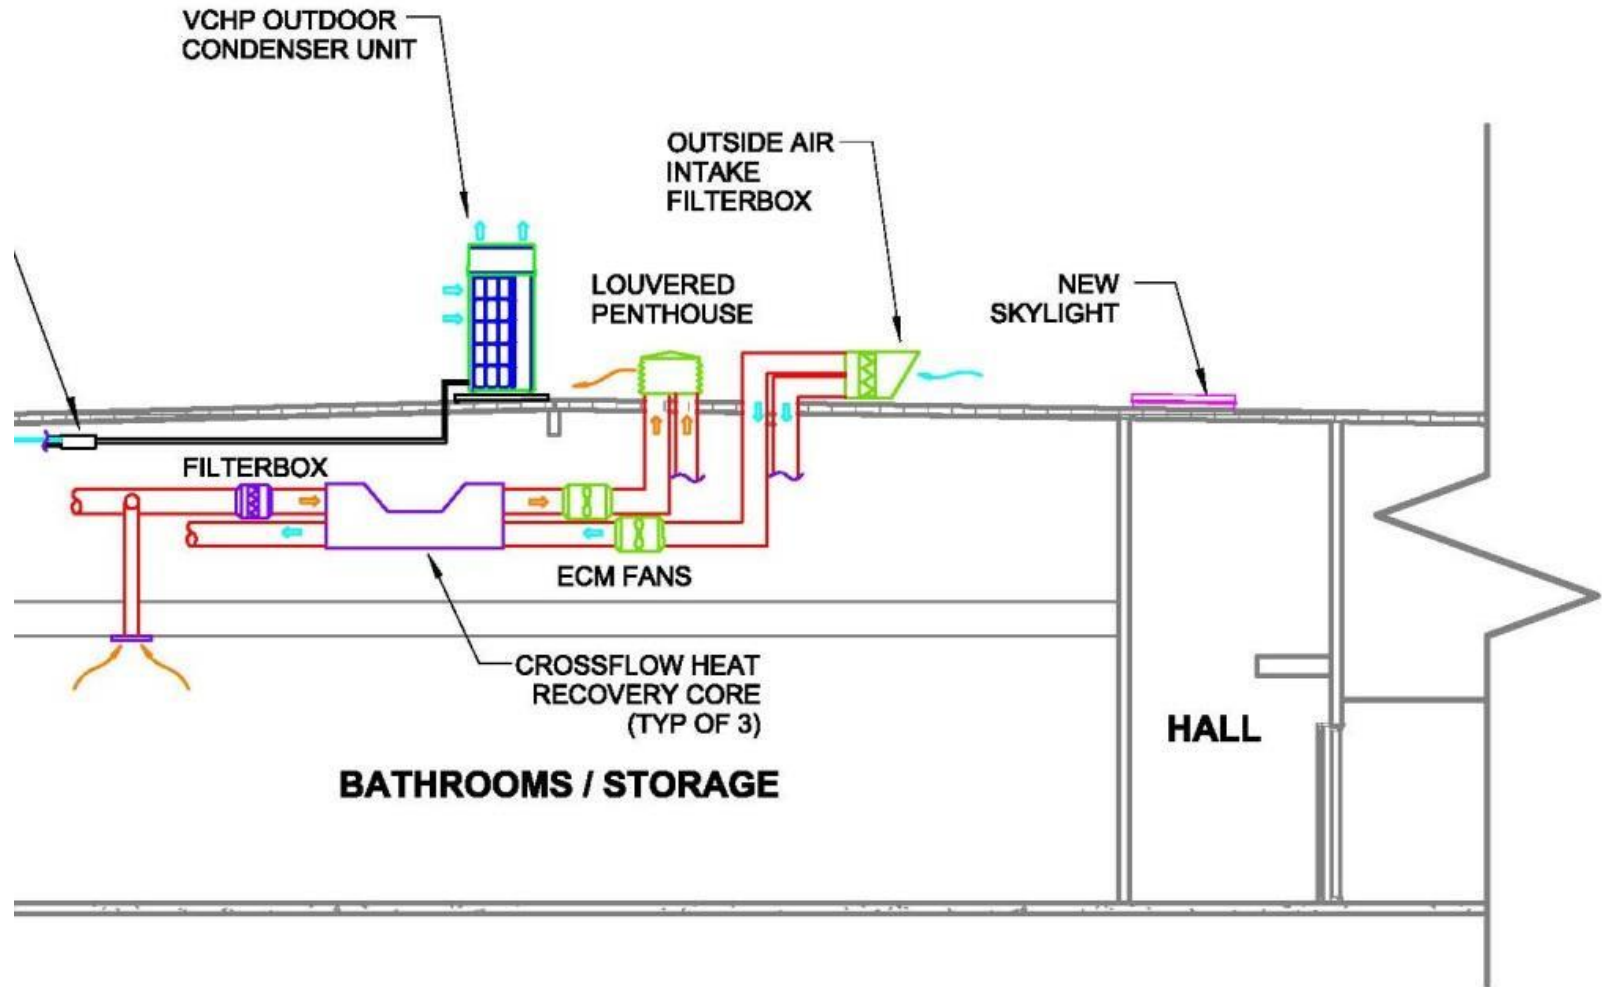 VCHP OUTDOOR
CONDENSER UNIT
OUTSIDE AIR
INTAKE
FILTERBOX
LOUVERED
PENTHOUSE
NEW
SKYLIGHT
FILTERBOX
ECM FANS
CROSSFLOW HEAT
RECOVERY CORE
(TYP OF 3)
HALL
BATHROOMS / STORAGE